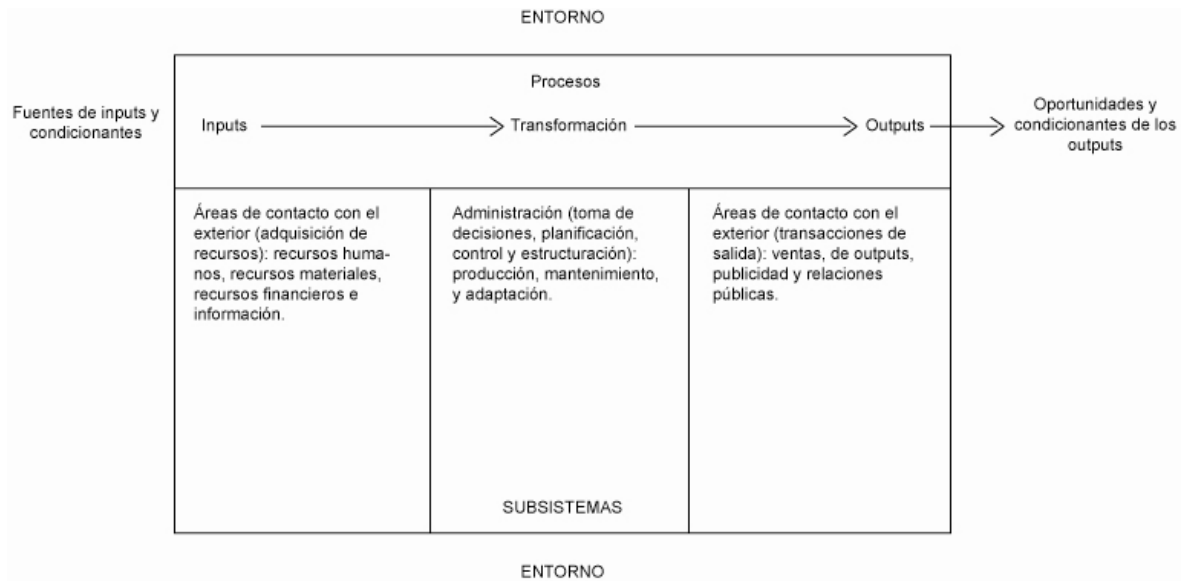 ENTORNO
Procesos
Fuentes de inputs y
condicionantes
Inputs
Transformación
Outputs
Oportunidades y
condicionantes de los
outputs
Áreas de contacto con el
exterior (adquisición de
recursos): recursos huma-
nos, recursos materiales,
recursos financieros e
información.
Administración (toma de
decisiones, planificación,
control y estructuración):
producción, mantenimiento,
y adaptación.
Áreas de contacto con el
exterior (transacciones de
salida): ventas, de outputs,
publicidad y relaciones
públicas.
SUBSISTEMAS
ENTORNO